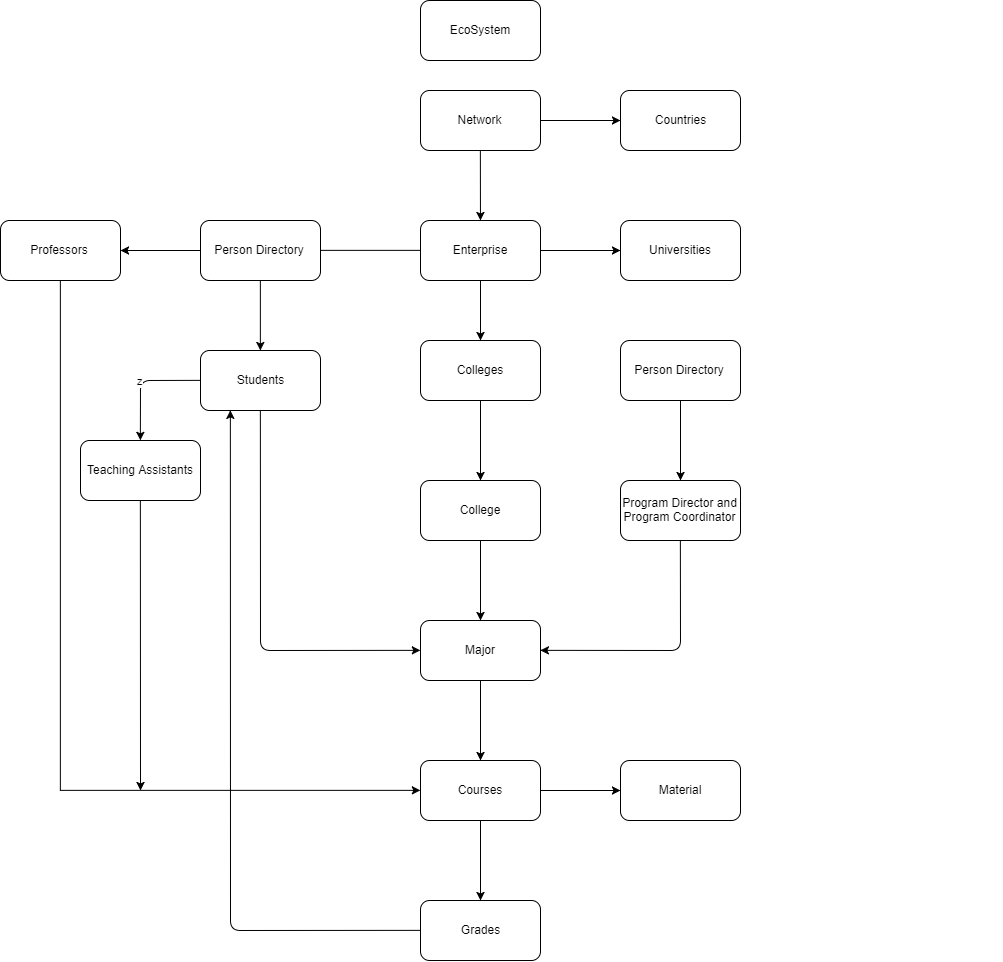 EcoSystem
Network
Countries
Professors
Person Directory
Enterprise
Universities
Students
Colleges
Person Directory
z
Teaching Assistants
College
Program Director and
Program Coordinator
Major
Courses
Material
Grades